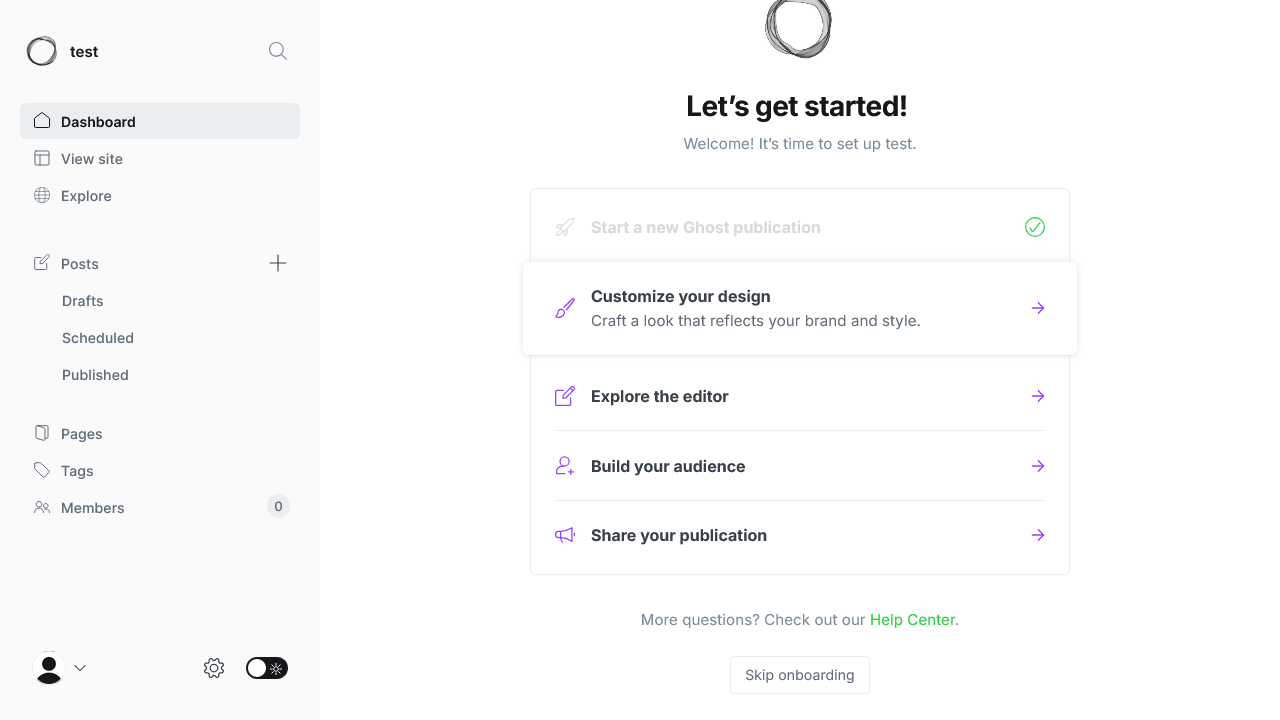 test
Dashboard
View site
Explore
Posts
Drafts
Scheduled
Published
Pages
Tags
Members
0
Let’s get started!
Welcome! It’s time to set up test.
Start a new Ghost publication
Customize your design
Craft a look that reflects your brand and style.
Explore the editor
Build your audience
Share your publication
More questions? Check out our Help Center.
Skip onboarding